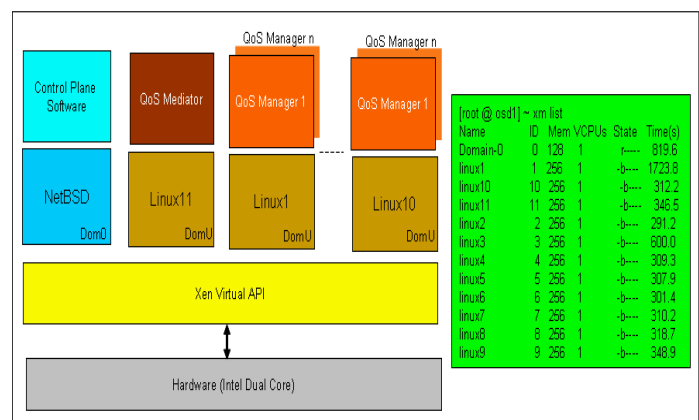 QoS Manager n
QoS Manager n
Control Plane
Software
QoS Mediator
QoS Manager 1
QoS Manager 1
NetBSD
Dom0
Linux11
DomU
Linux1
DomU
Linux10
DomU
Xen Virtual API
Hardware (Intel Dual Core)
[root @ osd1] ~ xm list
Name ID Mem VCPUs State Time(s)
Domain-0 0 128 1 r----- 819.6
linux1 1 256 1 -b---- 1723.8
linux10 10 256 1 -b---- 312.2
linux11 11 256 1 -b---- 346.5
linux2 2 256 1 -b---- 291.2
linux3 3 256 1 -b---- 600.0
linux4 4 256 1 -b---- 309.3
linux5 5 256 1 -b---- 307.9
linux6 6 256 1 -b---- 301.4
linux7 7 256 1 -b---- 310.2
linux8 8 256 1 -b---- 318.7
linux9 9 256 1 -b---- 348.9